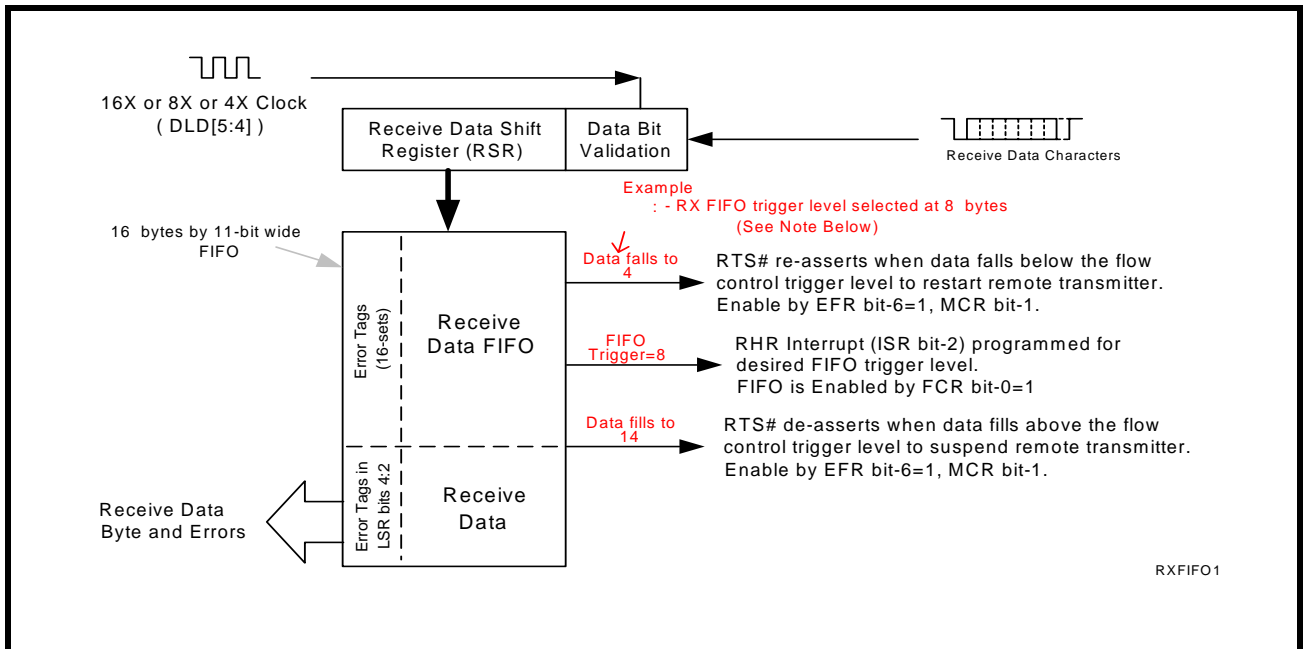 16X or 8X or 4X Clock
( DLD[5:4] )
Receive Data Shift
Register (RSR)
Data Bit
Validation
Receive Data Characters
Example
: - RX FIFO trigger level selected at 8 bytes
(See Note Below)
16 bytes by 11-bit wide
FIFO
Error Tags
(16-sets)
Receive
Data FIFO
Data falls to
4
RTS# re-asserts when data falls below the flow
control trigger level to restart remote transmitter.
Enable by EFR bit-6=1, MCR bit-1.
FIFO
Trigger=8
RHR Interrupt (ISR bit-2) programmed for
desired FIFO trigger level.
FIFO is Enabled by FCR bit-0=1
Data fills to
14
RTS# de-asserts when data fills above the flow
control trigger level to suspend remote transmitter.
Enable by EFR bit-6=1, MCR bit-1.
Error Tags in
LSR bits 4:2
Receive
Data
Receive Data
Byte and Errors
RXFIFO1